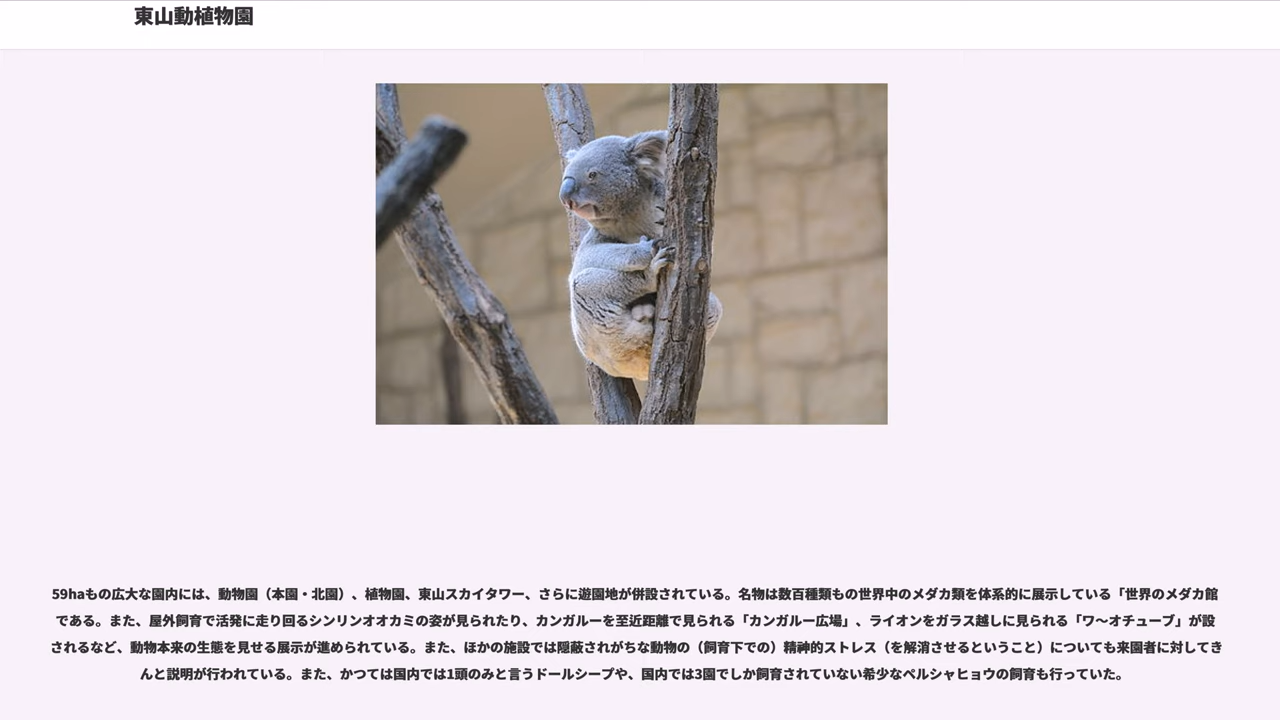 東山動植物園
59haもの広大な園内には、動物園（本園・北園）、植物園、東山スカイタワー、さらに遊園地が併設されている。名物は数百種類もの世界中のメダカ類を体系的に展示している「世界のメダカ館
である。また、屋外飼育で活発に走り回るシンリンオオカミの姿が見られたり、カンガルーを至近距離で見られる「カンガルー広場」、ライオンをガラス越しに見られる「ワ〜オチューブ」が設
されるなど、動物本来の生態を見せる展示が進められている。また、ほかの施設では隠蔽されがちな動物の（飼育下での）精神的ストレス（を解消させるということ）についても来園者に対してき
んと説明が行われている。また、かつては国内では1頭のみと言うドールシープや、国内では3園でしか飼育されていない希少なペルシャヒョウの飼育も行っていた。